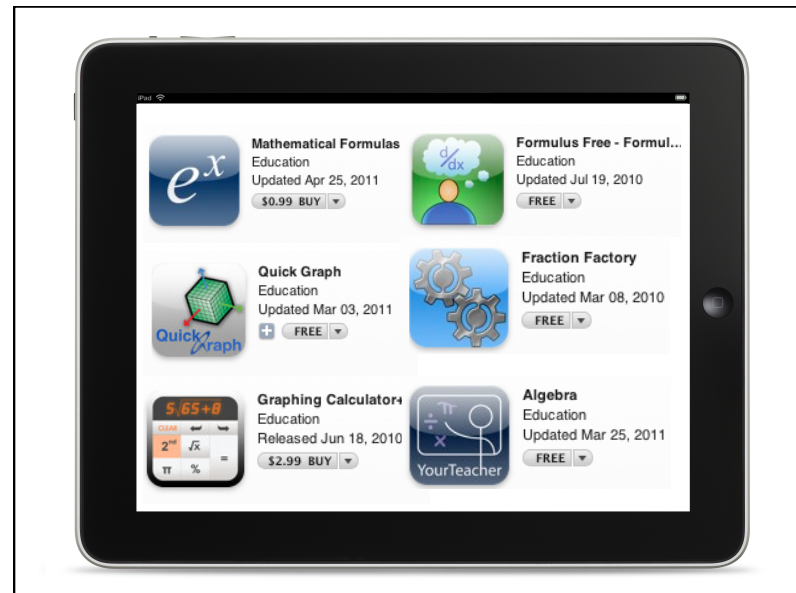 iPad
e^x
Mathematical Formulas
Education
Updated Apr 25, 2011
$0.99 BUY
d/dx
Formulus Free - Formul...
Education
Updated Jul 19, 2010
FREE
QuickGraph
Quick Graph
Education
Updated Mar 03, 2011
+ FREE
Fraction Factory
Education
Updated Mar 08, 2010
FREE
5√65+8
CLEAR
2nd √x
π % =
Graphing Calculator+
Education
Released Jun 18, 2010
$2.99 BUY
π
÷
×
YourTeacher
Algebra
Education
Updated Mar 25, 2011
FREE